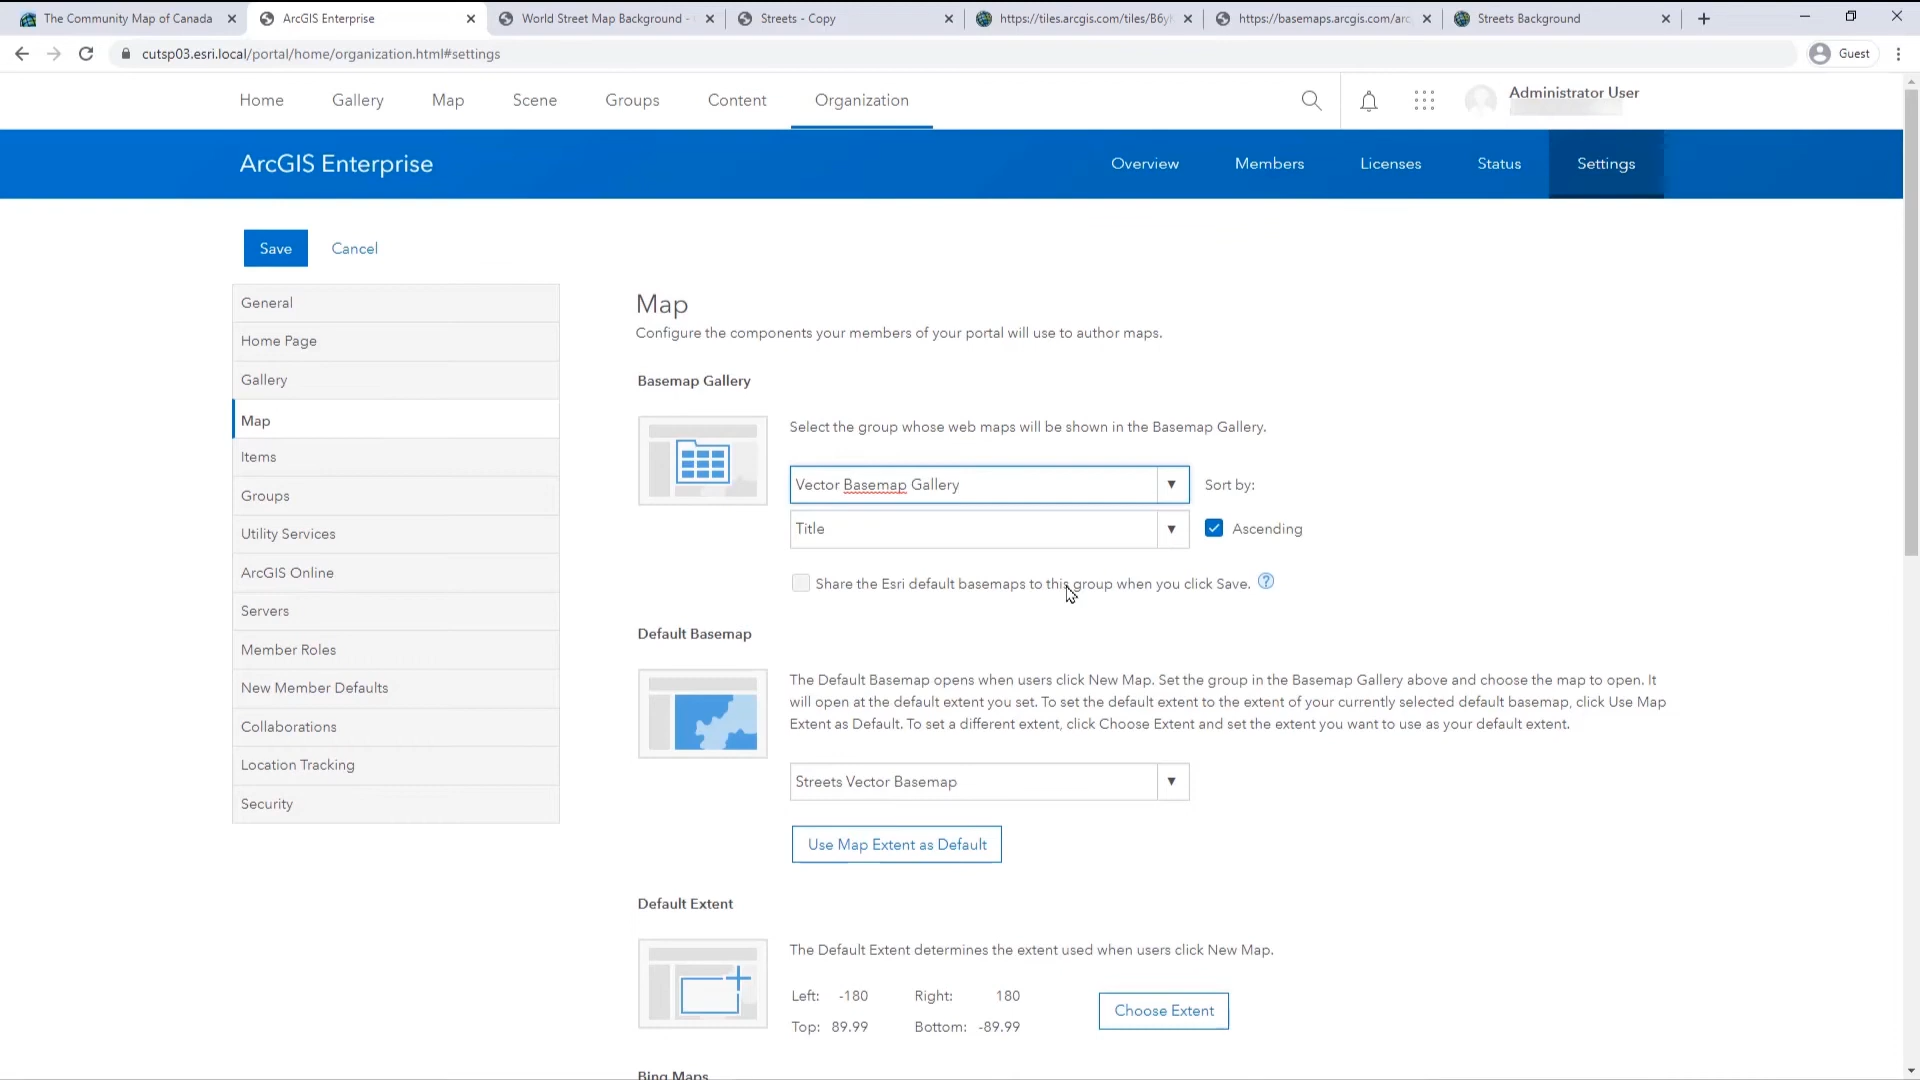 The Community Map of Canada
ArcGIS Enterprise
World Street Map Background -
Streets - Copy
https://tiles.arcgis.com/tiles/B6yH
https://basemaps.arcgis.com/arc
Streets Background
cutsp03.esri.local/portal/home/organization.html#settings
Guest
Home
Gallery
Map
Scene
Groups
Content
Organization
Administrator User
ArcGIS Enterprise
Overview
Members
Licenses
Status
Settings
Save
Cancel
General
Home Page
Gallery
Map
Items
Groups
Utility Services
ArcGIS Online
Servers
Member Roles
New Member Defaults
Collaborations
Location Tracking
Security
Map
Configure the components your members of your portal will use to author maps.
Basemap Gallery
Select the group whose web maps will be shown in the Basemap Gallery.
Vector Basemap Gallery
Sort by:
Title
Ascending
Share the Esri default basemaps to this group when you click Save.
Default Basemap
The Default Basemap opens when users click New Map. Set the group in the Basemap Gallery above and choose the map to open. It
will open at the default extent you set. To set the default extent to the extent of your currently selected default basemap, click Use Map
Extent as Default. To set a different extent, click Choose Extent and set the extent you want to use as your default extent.
Streets Vector Basemap
Use Map Extent as Default
Default Extent
The Default Extent determines the extent used when users click New Map.
Left: -180 Right: 180
Top: 89.99 Bottom: -89.99
Choose Extent
Bing Maps